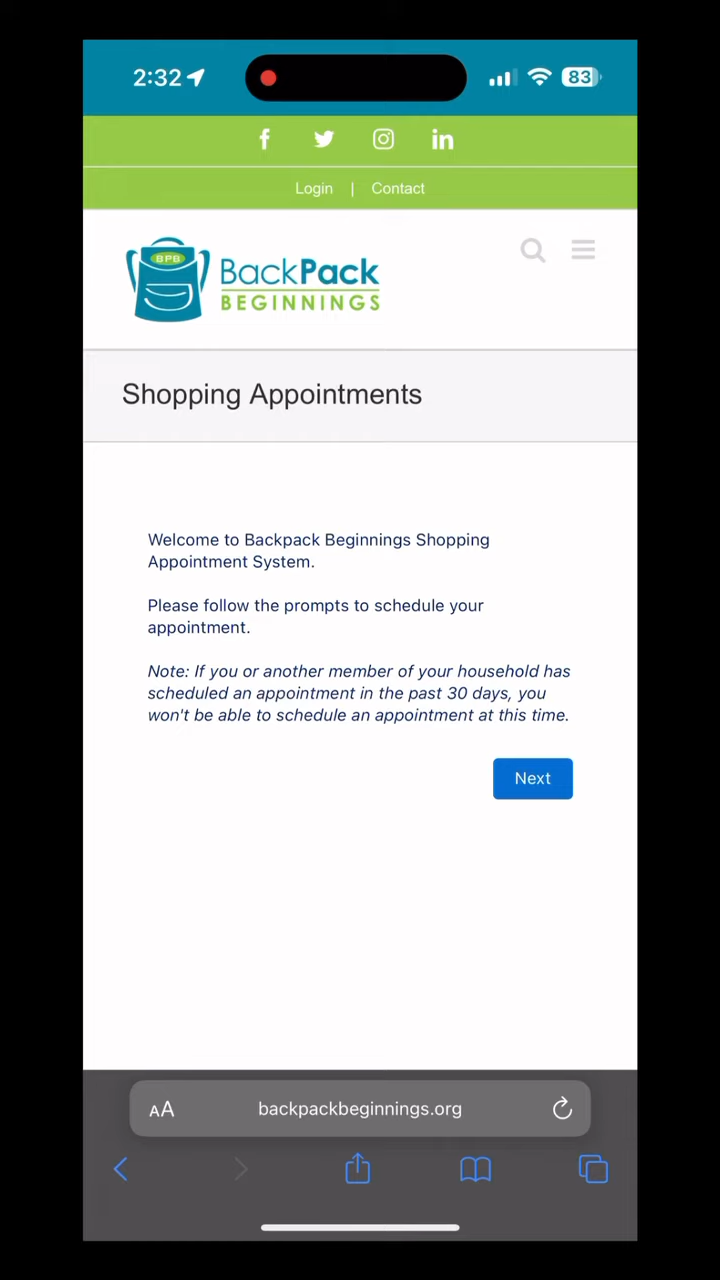 2:32
83
Login | Contact
BPB
BackPack
BEGINNINGS
Shopping Appointments
Welcome to Backpack Beginnings Shopping
Appointment System.
Please follow the prompts to schedule your
appointment.
Note: If you or another member of your household has
scheduled an appointment in the past 30 days, you
won't be able to schedule an appointment at this time.
Next
AA
backpackbeginnings.org